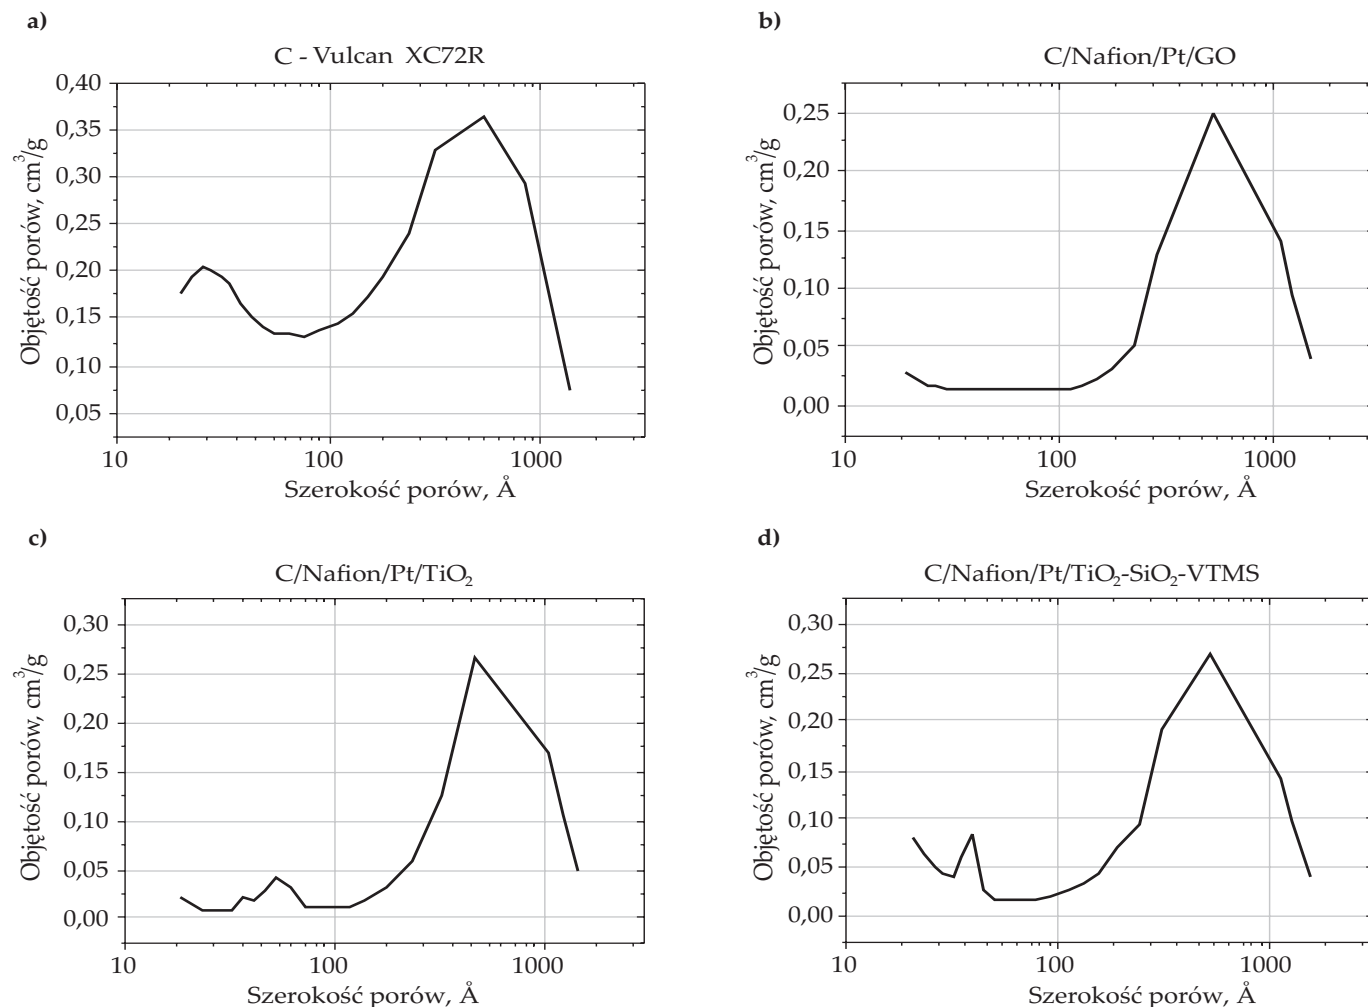 a)
C - Vulcan XC72R
0,40
0,35
0,30
0,25
0,20
0,15
0,10
0,05
Objętość porów, cm³/g
10 100 1000
Szerokość porów, Å
b)
C/Nafion/Pt/GO
0,25
0,20
0,15
0,10
0,05
0,00
Objętość porów, cm³/g
10 100 1000
Szerokość porów, Å
c)
C/Nafion/Pt/TiO₂
0,30
0,25
0,20
0,15
0,10
0,05
0,00
Objętość porów, cm³/g
10 100 1000
Szerokość porów, Å
d)
C/Nafion/Pt/TiO₂-SiO₂-VTMS
0,30
0,25
0,20
0,15
0,10
0,05
0,00
Objętość porów, cm³/g
10 100 1000
Szerokość porów, Å